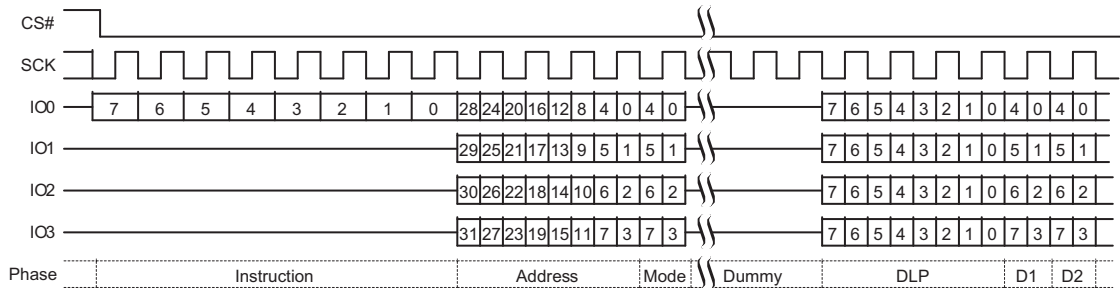 CS#
SCK
IO0 7 6 5 4 3 2 1 0 28 24 20 16 12 8 4 0 4 0 7 6 5 4 3 2 1 0 4 0 4 0
IO1 29 25 21 17 13 9 5 1 5 1 7 6 5 4 3 2 1 0 5 1 5 1
IO2 30 26 22 18 14 10 6 2 6 2 7 6 5 4 3 2 1 0 6 2 6 2
IO3 31 27 23 19 15 11 7 3 7 3 7 6 5 4 3 2 1 0 7 3 7 3
Phase Instruction Address Mode Dummy DLP D1 D2